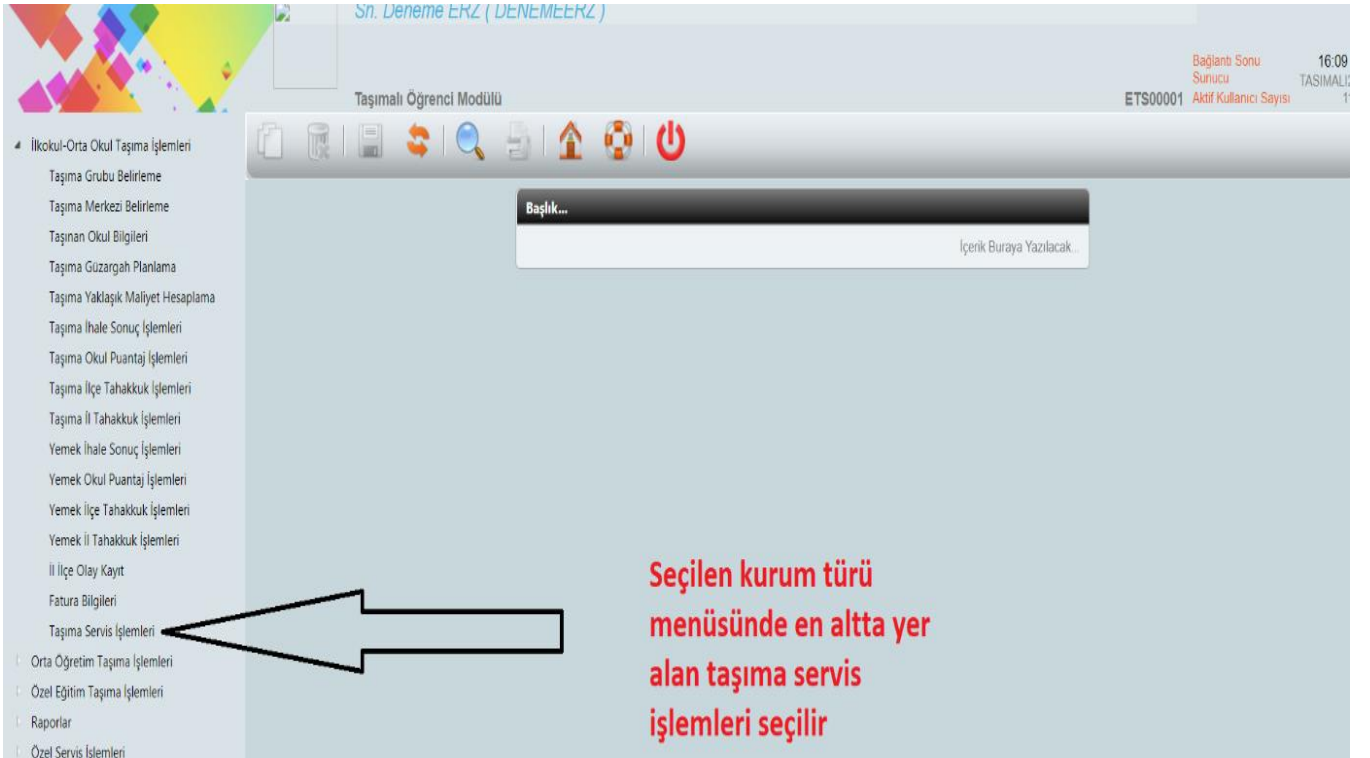 Sn. Deneme ERZ ( DENEMEERZ )
Bağlantı Sonu 16:09
Sunucu
Taşımalı Öğrenci Modülü
ETS00001 Aktif Kullanıcı Sayısı
İlkokul-Orta Okul Taşıma İşlemleri
Taşıma Grubu Belirleme
Taşıma Merkezi Belirleme
Taşınan Okul Bilgileri
Taşıma Güzargah Planlama
Taşıma Yaklaşık Maliyet Hesaplama
Taşıma İhale Sonuç İşlemleri
Taşıma Okul Puantaj İşlemleri
Taşıma İlçe Tahakkuk İşlemleri
Taşıma İl Tahakkuk İşlemleri
Yemek İhale Sonuç İşlemleri
Yemek Okul Puantaj İşlemleri
Yemek İlçe Tahakkuk İşlemleri
Yemek İl Tahakkuk İşlemleri
İl İlçe Olay Kayıt
Fatura Bilgileri
Taşıma Servis İşlemleri
Orta Öğretim Taşıma İşlemleri
Özel Eğitim Taşıma İşlemleri
Raporlar
Özel Servis İşlemleri
Başlık...
İçerik Buraya Yazılacak...
Seçilen kurum türü
menüsünde en altta yer
alan taşıma servis
işlemleri seçilir